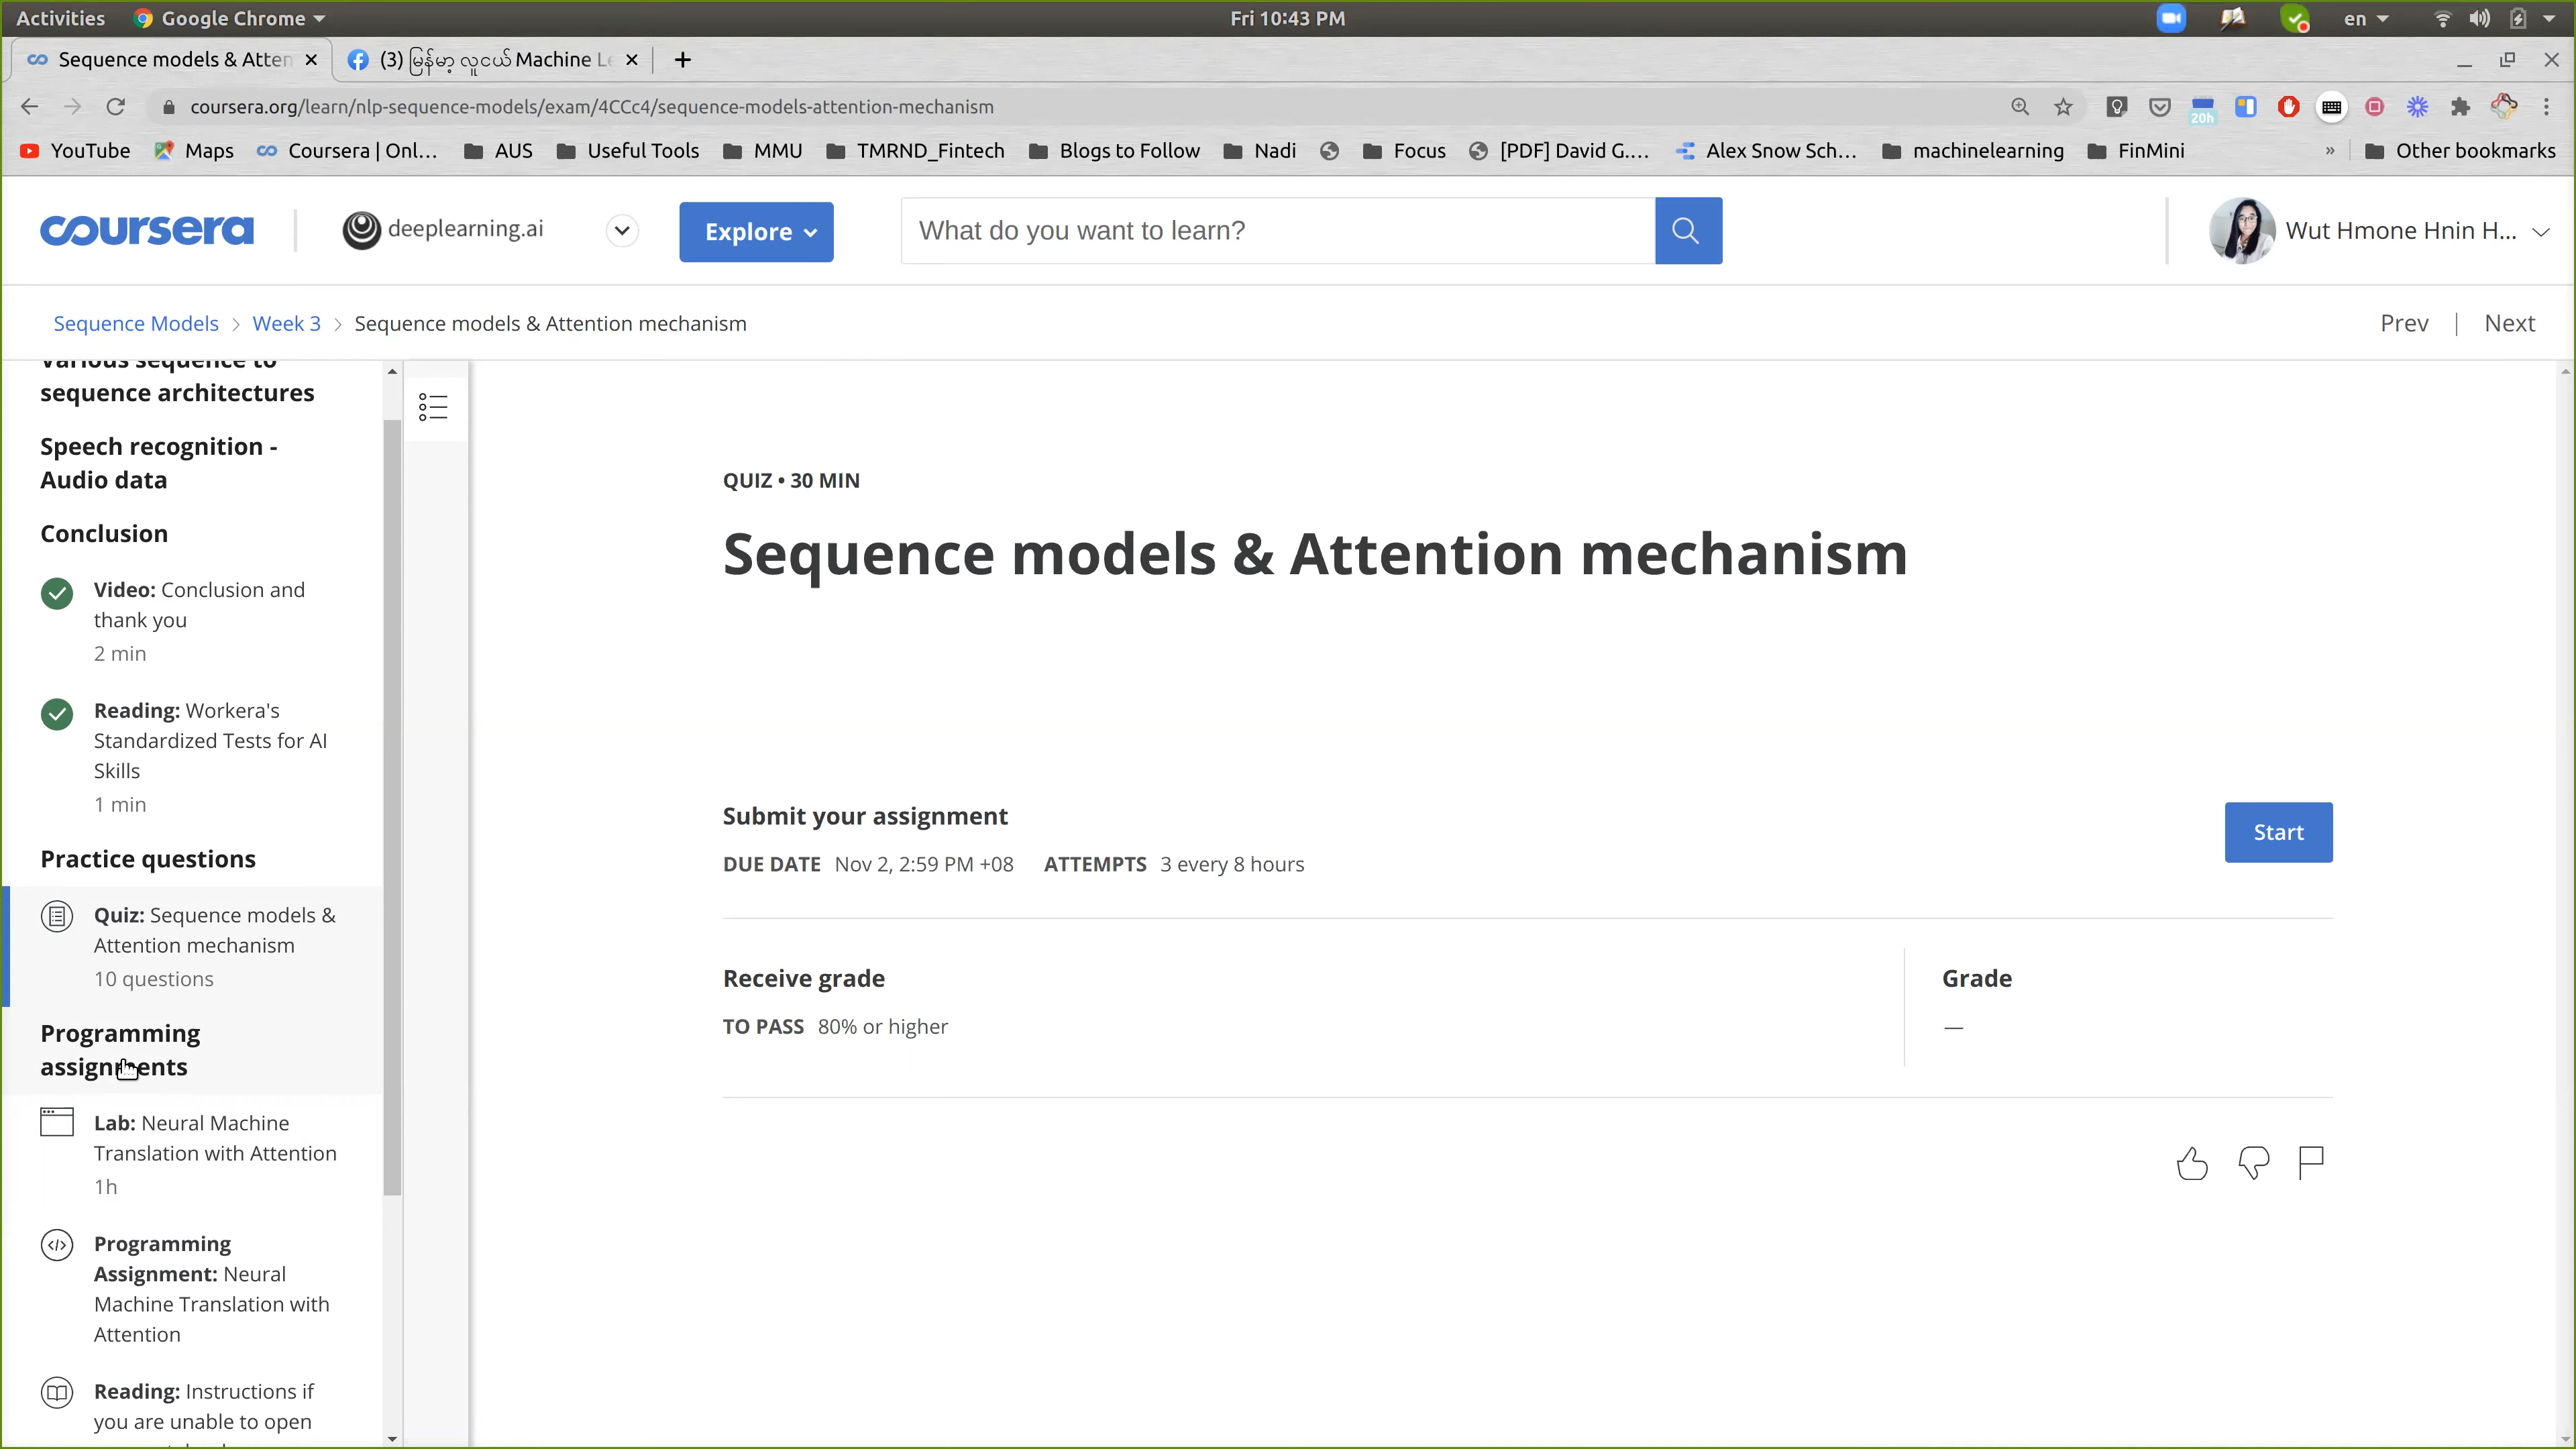 Activities
Google Chrome
Fri 10:43 PM
en
Sequence models & Atten
(3) မြန်မာ့ လူငယ် Machine Le
coursera.org/learn/nlp-sequence-models/exam/4CCc4/sequence-models-attention-mechanism
20h
YouTube
Maps
Coursera | Onl...
AUS
Useful Tools
MMU
TMRND_Fintech
Blogs to Follow
Nadi
Focus
[PDF] David G....
Alex Snow Sch...
machinelearning
FinMini
»
Other bookmarks
coursera
deeplearning.ai
Explore
What do you want to learn?
Wut Hmone Hnin H...
Sequence Models > Week 3 > Sequence models & Attention mechanism
Prev | Next
Various sequence to
sequence architectures
Speech recognition -
Audio data
Conclusion
Video: Conclusion and
thank you
2 min
Reading: Workera's
Standardized Tests for AI
Skills
1 min
Practice questions
Quiz: Sequence models &
Attention mechanism
10 questions
Programming
assignments
Lab: Neural Machine
Translation with Attention
1h
Programming
Assignment: Neural
Machine Translation with
Attention
Reading: Instructions if
you are unable to open
QUIZ • 30 MIN
Sequence models & Attention mechanism
Submit your assignment
DUE DATE Nov 2, 2:59 PM +08 ATTEMPTS 3 every 8 hours
Start
Receive grade
TO PASS 80% or higher
Grade
—